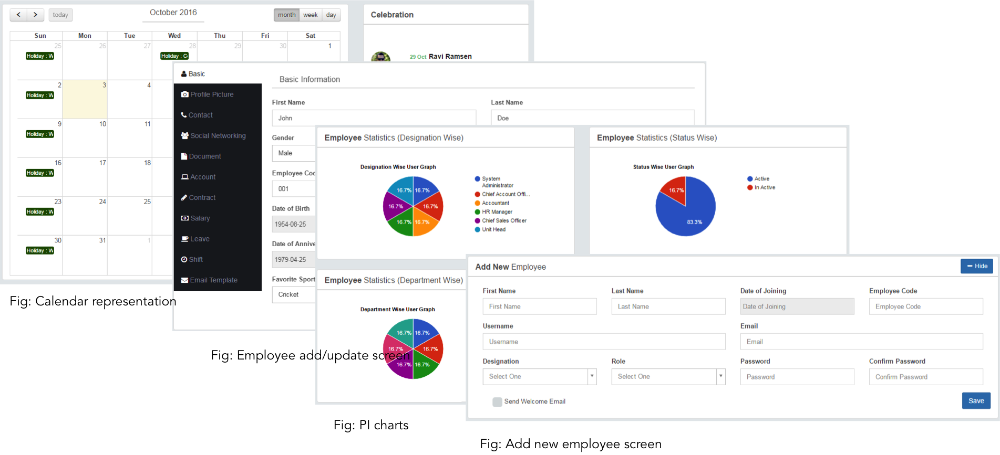 today
October 2016
month week day
Sun Mon Tue Wed Thu Fri Sat
25 26 27 28 29 30 1
Holiday : W
Holiday : C
2 3 4
Holiday : W
9 10 11
Holiday : W
16 17 18
Holiday : W
23 24 25
Holiday : W
30 31 1
Holiday : W
Fig: Calendar representation
Celebration
29 Oct Ravi Ramsen
Basic
Profile Picture
Contact
Social Networking
Document
Account
Contract
Salary
Leave
Shift
Email Template
Basic Information
First Name
John
Last Name
Doe
Gender
Male
Employee Coc
001
Date of Birth
1954-08-25
Date of Annive
1979-04-25
Favorite Sport
Cricket
Fig: Employee add/update screen
Employee Statistics (Designation Wise)
Designation Wise User Graph
16.7% 16.7%
16.7% 16.7%
16.7% 16.7%
System
Administrator
Chief Account Offi...
Accountant
HR Manager
Chief Sales Officer
Unit Head
Employee Statistics (Status Wise)
Status Wise User Graph
16.7%
83.3%
Active
In Active
Employee Statistics (Department Wise)
Department Wise User Graph
16.7% 16.7%
16.7% 16.7%
16.7% 16.7%
Fig: PI charts
Add New Employee
Hide
First Name Last Name Date of Joining Employee Code
First Name Last Name Date of Joining Employee Code
Username Email
Username Email
Designation Role Password Confirm Password
Select One Select One Password Confirm Password
Send Welcome Email
Save
Fig: Add new employee screen